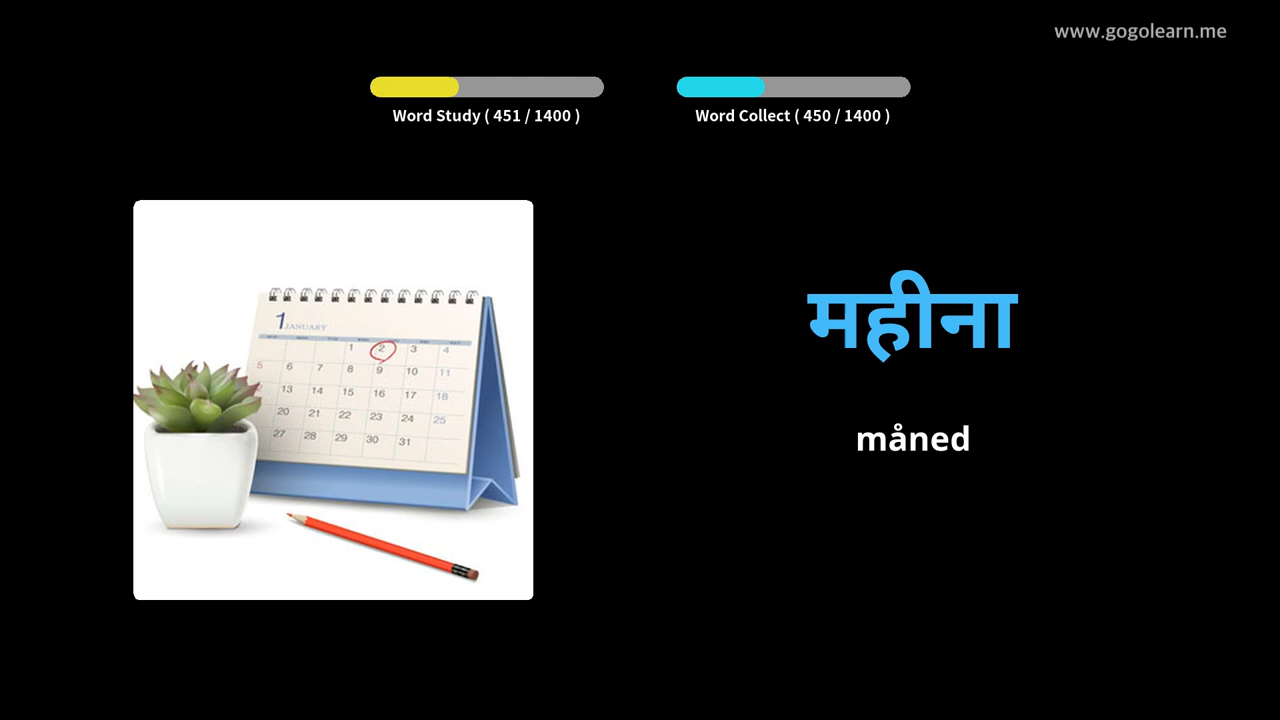 www.gogolearn.me
Word Study ( 451 / 1400 )
Word Collect ( 450 / 1400 )
महीना
måned
1 JANUARY
1 2 3 4
5 6 7 8 9 10 11
13 14 15 16 17 18
20 21 22 23 24 25
27 28 29 30 31